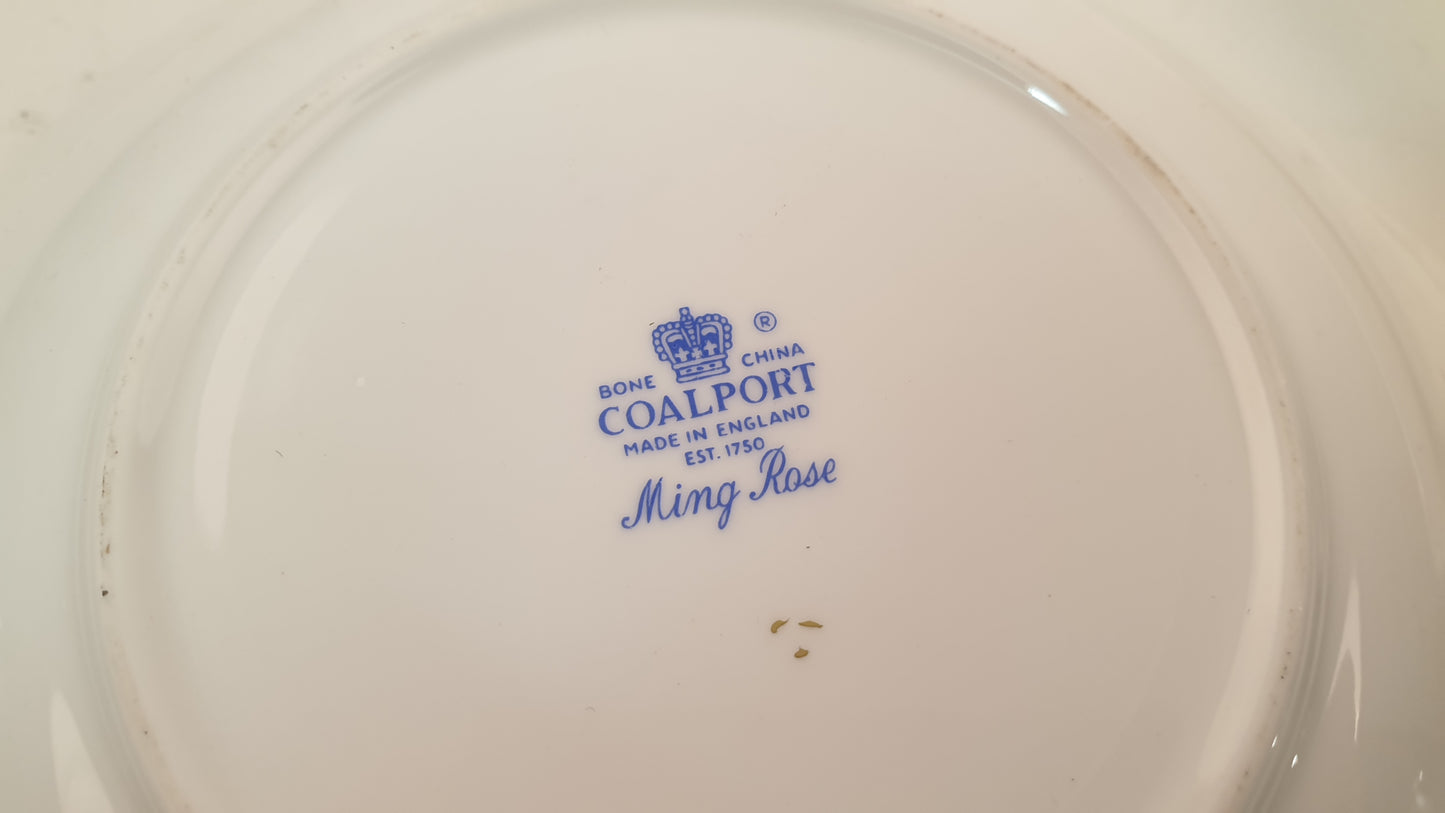 ®
BONE CHINA
COALPORT
MADE IN ENGLAND
EST. 1750
Ming Rose